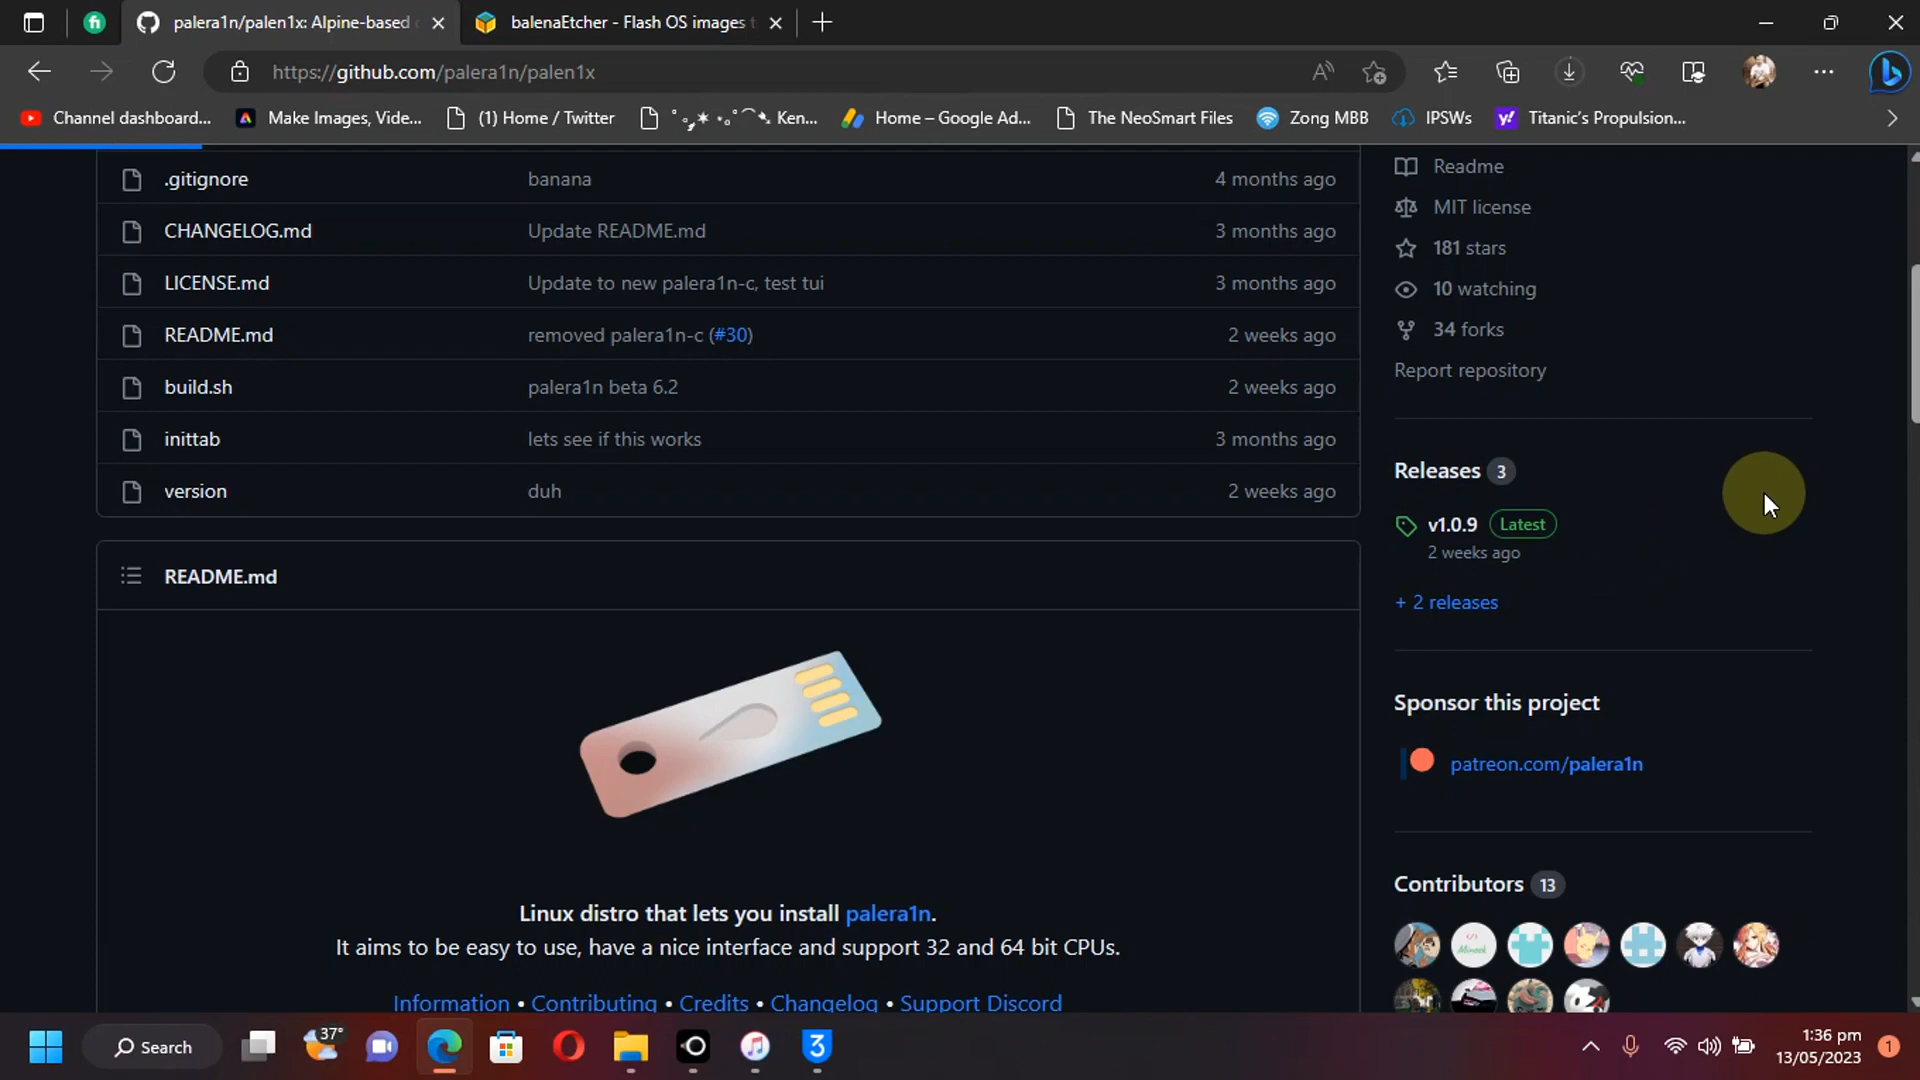 palera1n/palen1x: Alpine-based
balenaEtcher - Flash OS images
https://github.com/palera1n/palen1x
Channel dashboard...
Make Images, Vide...
(1) Home / Twitter
Ken...
Home – Google Ad...
The NeoSmart Files
Zong MBB
IPSWs
Titanic's Propulsion...
.gitignore banana 4 months ago
CHANGELOG.md Update README.md 3 months ago
LICENSE.md Update to new palera1n-c, test tui 3 months ago
README.md removed palera1n-c (#30) 2 weeks ago
build.sh palera1n beta 6.2 2 weeks ago
inittab lets see if this works 3 months ago
version duh 2 weeks ago
README.md
Linux distro that lets you install palera1n.
It aims to be easy to use, have a nice interface and support 32 and 64 bit CPUs.
Information • Contributing • Credits • Changelog • Support Discord
Readme
MIT license
181 stars
10 watching
34 forks
Report repository
Releases 3
v1.0.9 Latest
2 weeks ago
+ 2 releases
Sponsor this project
patreon.com/palera1n
Contributors 13
37°
Search
1:36 pm
13/05/2023
1